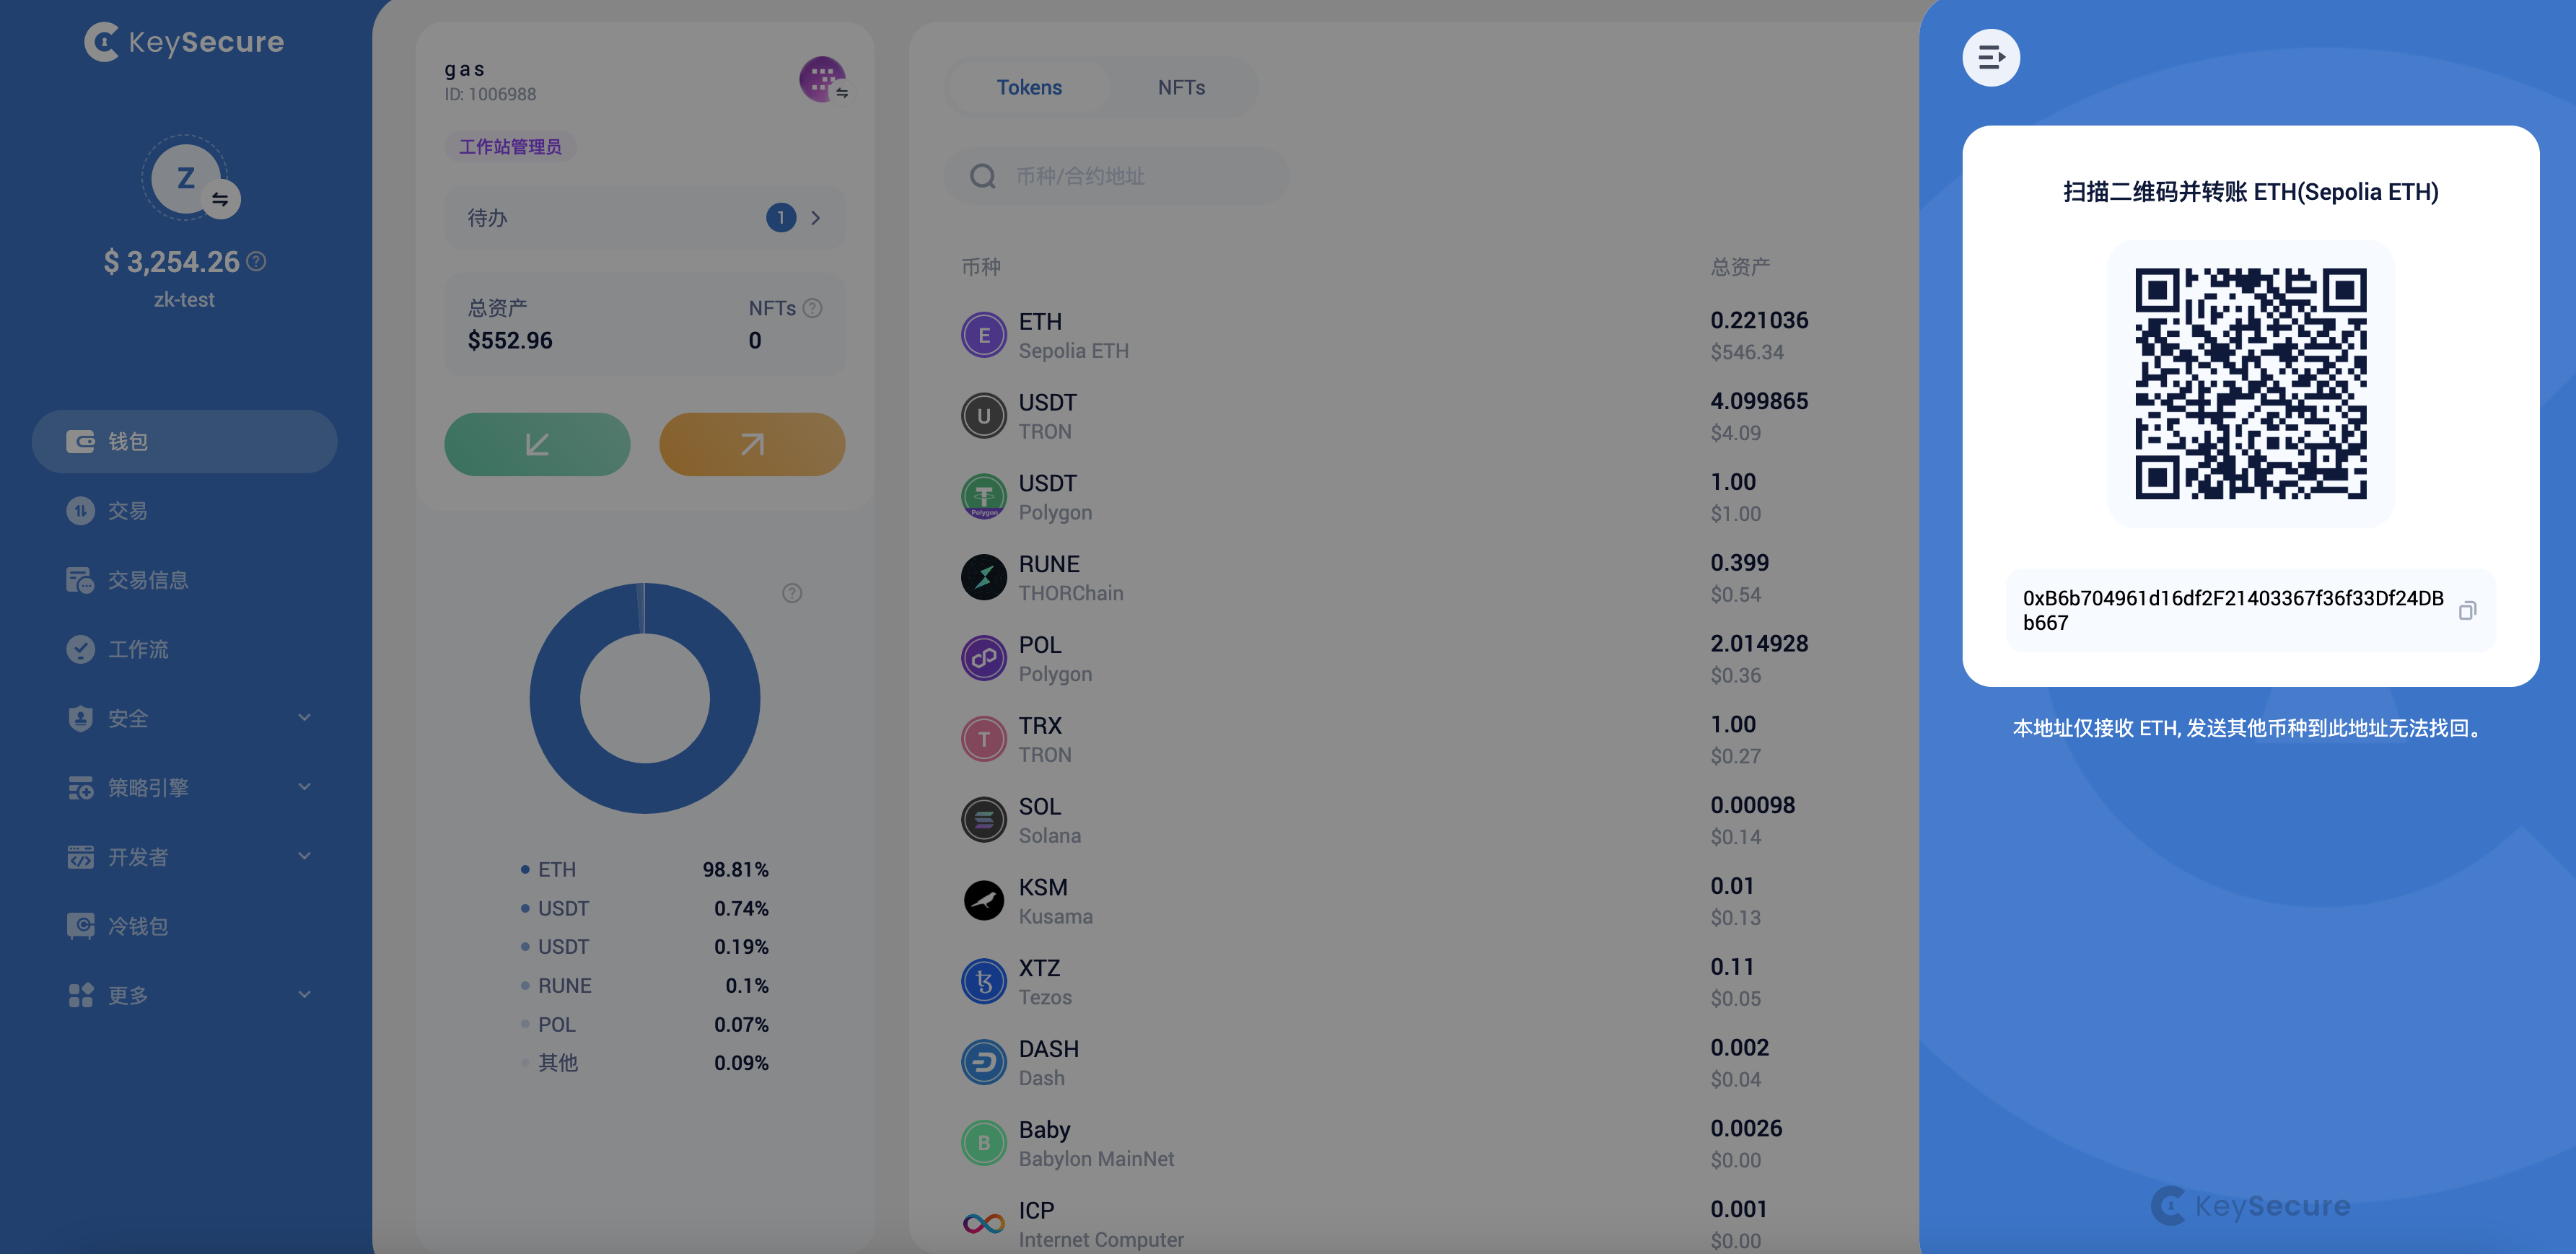 KeySecure
Z
$ 3,254.26
zk-test
钱包
交易
交易信息
工作流
安全
策略引擎
开发者
冷钱包
更多
gas
ID: 1006988
工作站管理员
待办 1
总资产 NFTs
$552.96 0
ETH 98.81%
USDT 0.74%
USDT 0.19%
RUNE 0.1%
POL 0.07%
其他 0.09%
Tokens NFTs
币种/合约地址
币种 总资产
E ETH 0.221036
Sepolia ETH $546.34
U USDT 4.099865
TRON $4.09
USDT 1.00
Polygon Polygon $1.00
RUNE 0.399
THORChain $0.54
POL 2.014928
Polygon $0.36
T TRX 1.00
TRON $0.27
SOL 0.00098
Solana $0.14
KSM 0.01
Kusama $0.13
XTZ 0.11
Tezos $0.05
DASH 0.002
Dash $0.04
B Baby 0.0026
Babylon MainNet $0.00
ICP 0.001
Internet Computer $0.00
扫描二维码并转账 ETH(Sepolia ETH)
0xB6b704961d16df2F21403367f36f33Df24DB
b667
本地址仅接收 ETH, 发送其他币种到此地址无法找回。
KeySecure